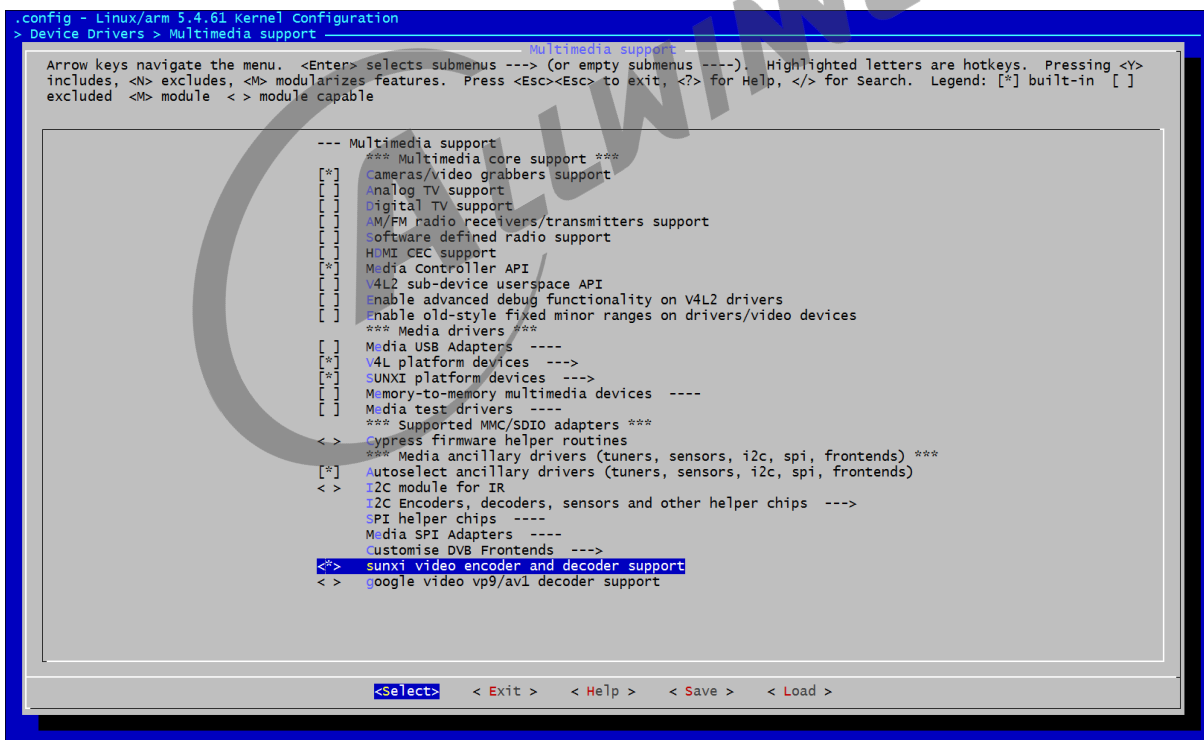 .config - Linux/arm 5.4.61 Kernel Configuration
> Device Drivers > Multimedia support
Multimedia support
Arrow keys navigate the menu.  <Enter> selects submenus ---> (or empty submenus ----).  Highlighted letters are hotkeys.  Pressing <Y>
includes, <N> excludes, <M> modularizes features.  Press <Esc><Esc> to exit, <?> for Help, </> for Search.  Legend: [*] built-in  [ ]
excluded  <M> module  < > module capable
--- Multimedia support
*** Multimedia core support ***
[*]   Cameras/video grabbers support
[ ]   Analog TV support
[ ]   Digital TV support
[ ]   AM/FM radio receivers/transmitters support
[ ]   Software defined radio support
[ ]   HDMI CEC support
[*]   Media Controller API
[ ]   V4L2 sub-device userspace API
[ ]   Enable advanced debug functionality on V4L2 drivers
[ ]   Enable old-style fixed minor ranges on drivers/video devices
*** Media drivers ***
[ ]   Media USB Adapters  ----
[*]   V4L platform devices  --->
[*]   SUNXI platform devices  --->
[ ]   Memory-to-memory multimedia devices  ----
[ ]   Media test drivers  ----
*** Supported MMC/SDIO adapters ***
< >   Cypress firmware helper routines
*** Media ancillary drivers (tuners, sensors, i2c, spi, frontends) ***
[*]   Autoselect ancillary drivers (tuners, sensors, i2c, spi, frontends)
< >   I2C module for IR
I2C Encoders, decoders, sensors and other helper chips  --->
SPI helper chips  ----
Media SPI Adapters  ----
Customise DVB Frontends  --->
<*>   sunxi video encoder and decoder support
< >   google video vp9/av1 decoder support
<Select>    < Exit >    < Help >    < Save >    < Load >
ALLWINNE